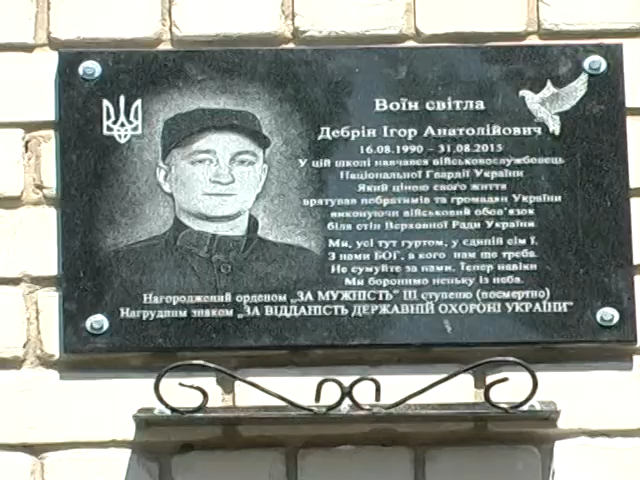 Воїн світла
Дебрін Ігор Анатолійович
16.08.1990 - 31.08.2015
У цій школі навчався військовослужбовець
Національної Гвардії України
Який ціною свого життя
врятував побратимів та громадян України
виконуючи військовий обов'язок
біля стін Верховної Ради України
Ми, усі тут гуртом, у єдиній сім'ї,
З нами БОГ, а кого нам ще треба.
Не сумуйте за нами. Тепер навіки
Ми боронимо неньку із неба.
Нагороджений орденом „ЗА МУЖНІСТЬ" III ступеню (посмертно)
Нагрудним знаком „ЗА ВІДДАНІСТЬ ДЕРЖАВНІЙ ОХОРОНІ УКРАЇНИ"